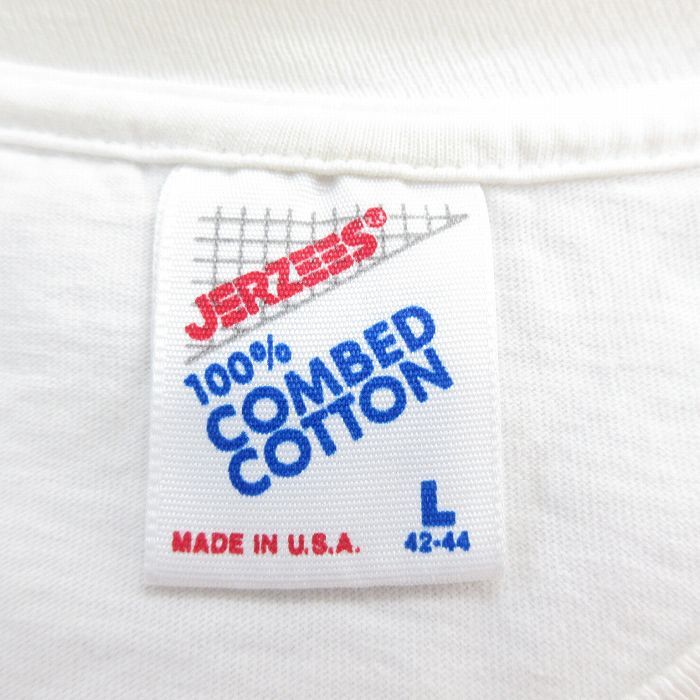 JERZEES®
100%
COMBED
COTTON
L
MADE IN U.S.A. 42-44